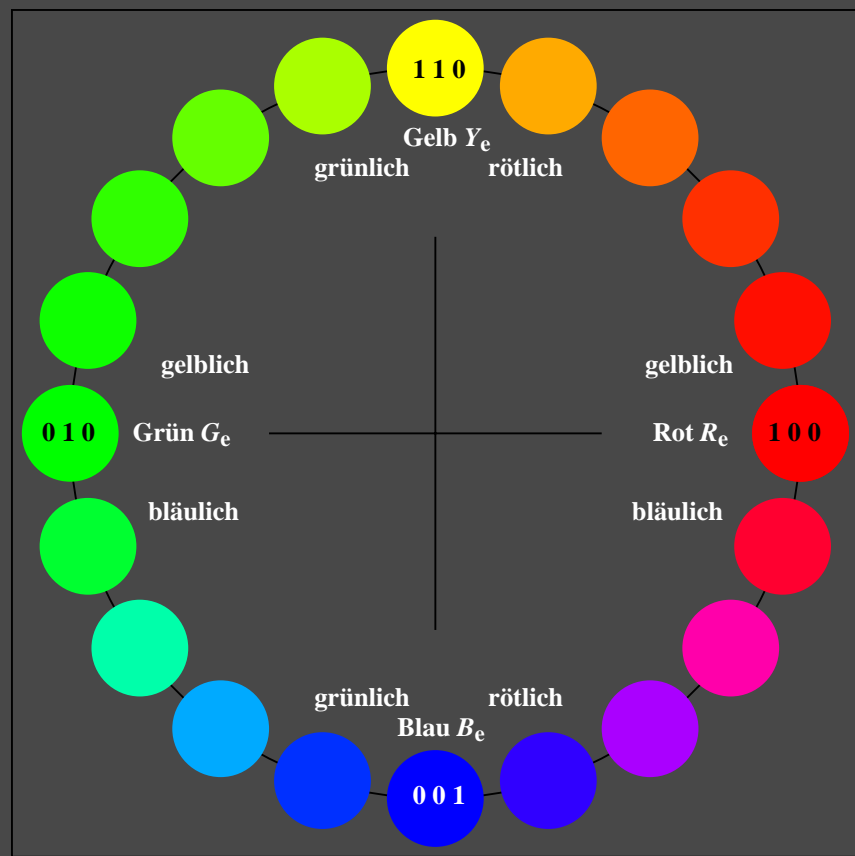 1 1 0
Gelb Ye
grünlich rötlich
gelblich gelblich
0 1 0 Grün Ge Rot Re 1 0 0
bläulich bläulich
grünlich rötlich
Blau Be
0 0 1